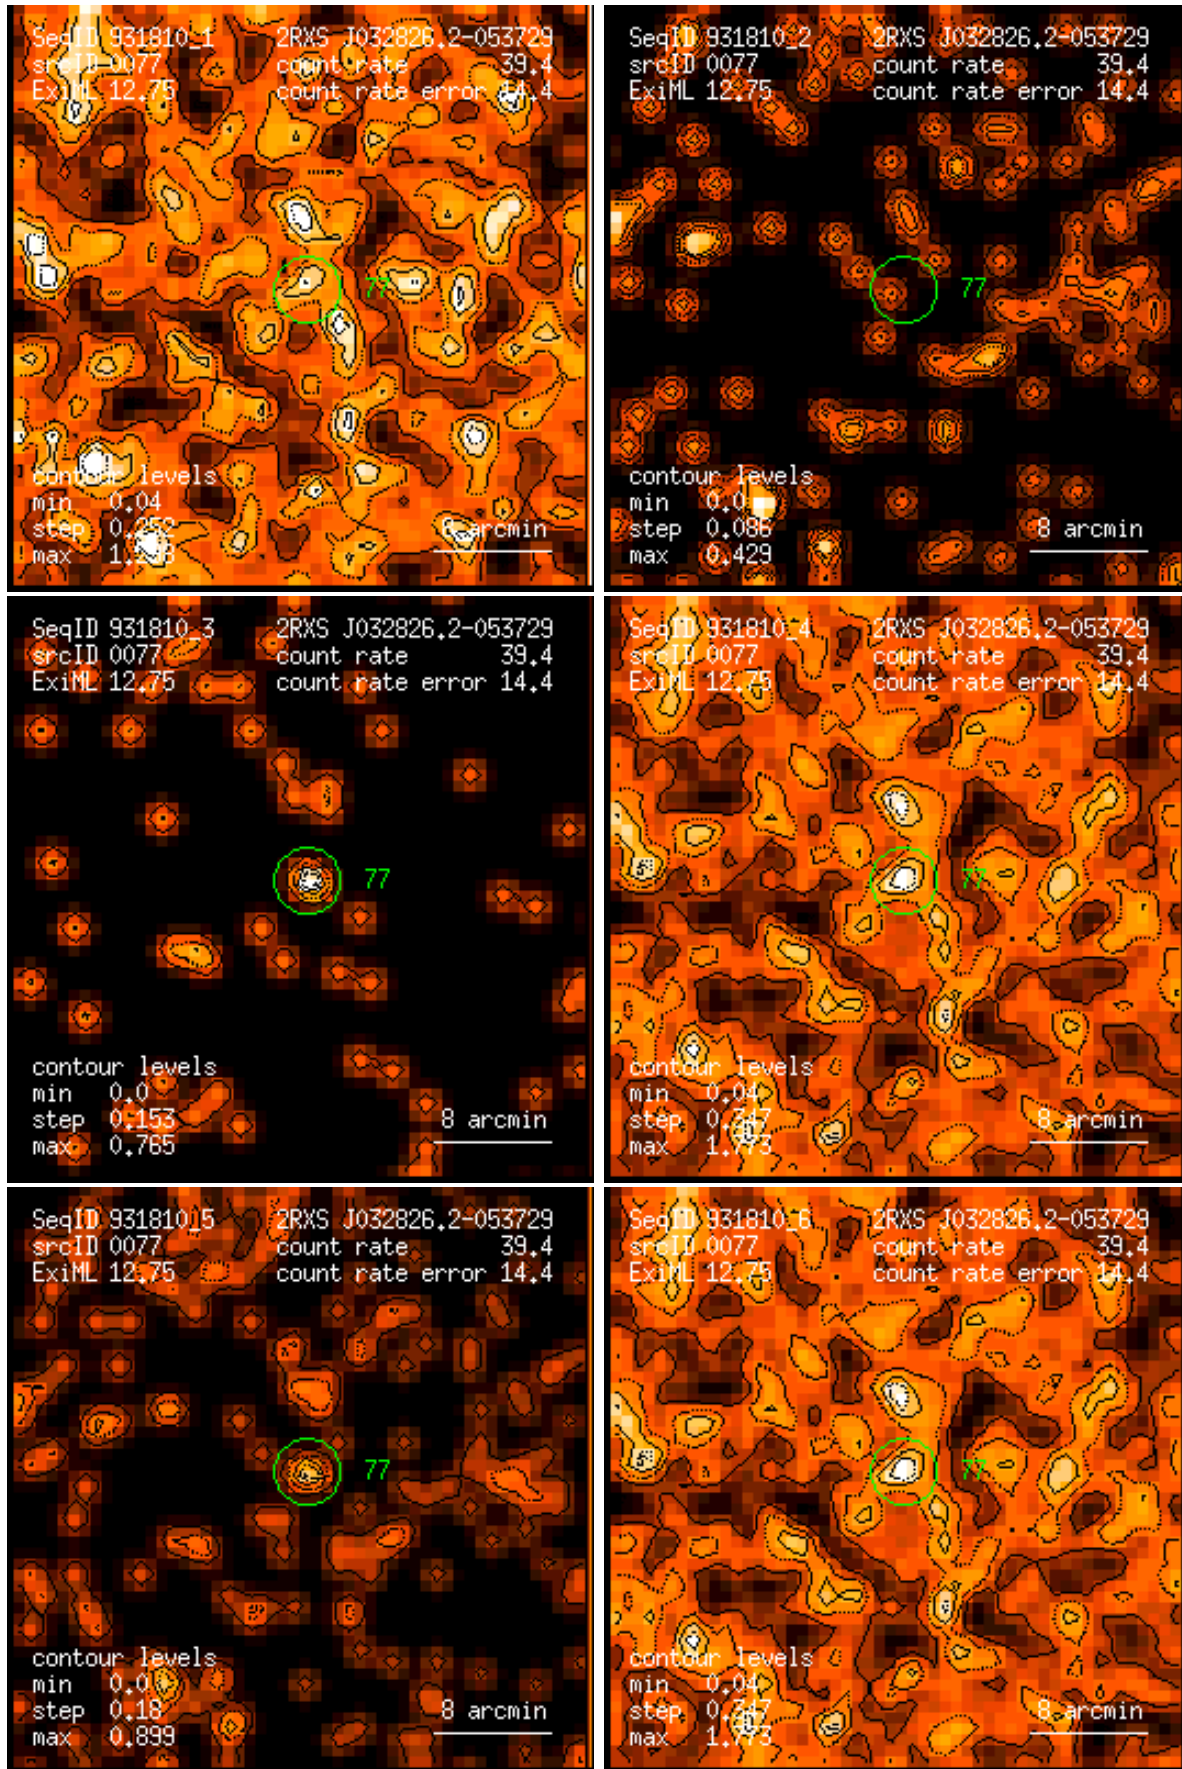 SeqID 931810_1 2RXS J032826.2-053729
srcID 0077 count rate 39.4
ExiML 12.75 count rate error 14.4
77
contour levels
min 0.04
step 0.252
max 8 arcmin
SeqID 931810_2 2RXS J032826.2-053729
srcID 0077 count rate 39.4
ExiML 12.75 count rate error 14.4
77
contour levels
min 0.0
step 0.086 8 arcmin
max 0.429
SeqID 931810_3 2RXS J032826.2-053729
srcID 0077 count rate 39.4
ExiML 12.75 count rate error 14.4
77
contour levels
min 0.0
step 0.153 8 arcmin
max 0.765
SeqID 931810_4 2RXS J032826.2-053729
srcID 0077 count rate 39.4
ExiML 12.75 count rate error 14.4
77
contour levels
min 0.04
step 0.347 8 arcmin
max 1.773
SeqID 931810_5 2RXS J032826.2-053729
srcID 0077 count rate 39.4
ExiML 12.75 count rate error 14.4
77
contour levels
min 0.0
step 0.18 8 arcmin
max 0.899
SeqID 931810_6 2RXS J032826.2-053729
srcID 0077 count rate 39.4
ExiML 12.75 count rate error 14.4
77
contour levels
min 0.04
step 0.347 8 arcmin
max 1.773